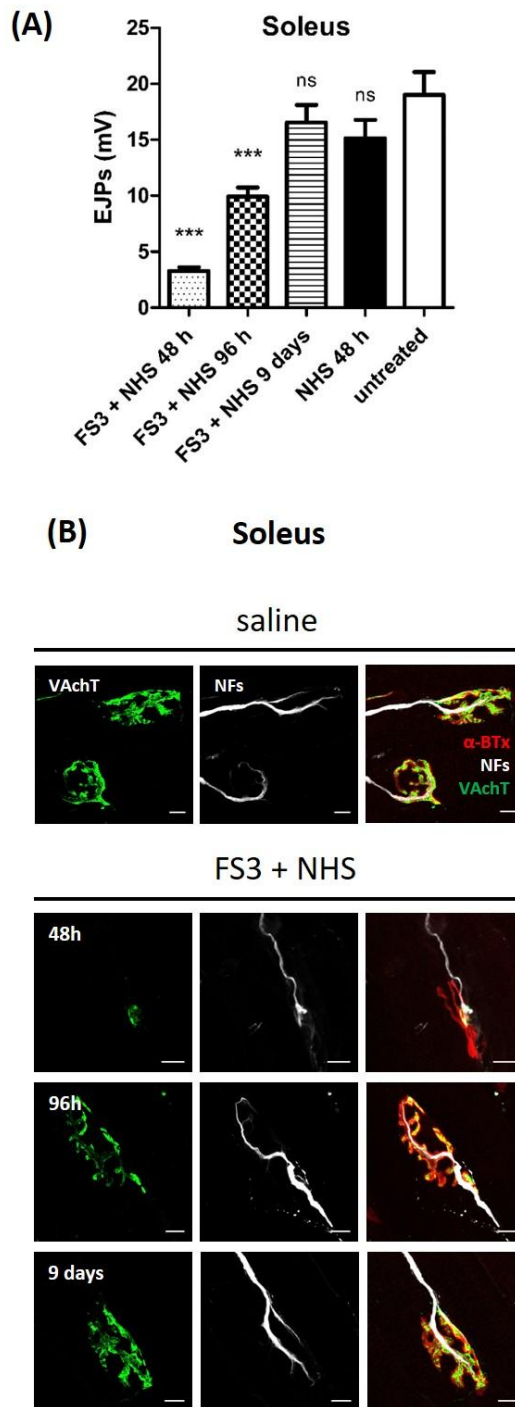 (A)
Soleus
EJPs (mV)
25
20
15
10
5
0
***
***
ns
ns
FS3 + NHS 48 h
FS3 + NHS 96 h
FS3 + NHS 9 days
NHS 48 h
untreated
(B)
Soleus
saline
VAchT
NFs
α-BTx
NFs
VAchT
FS3 + NHS
48h
96h
9 days